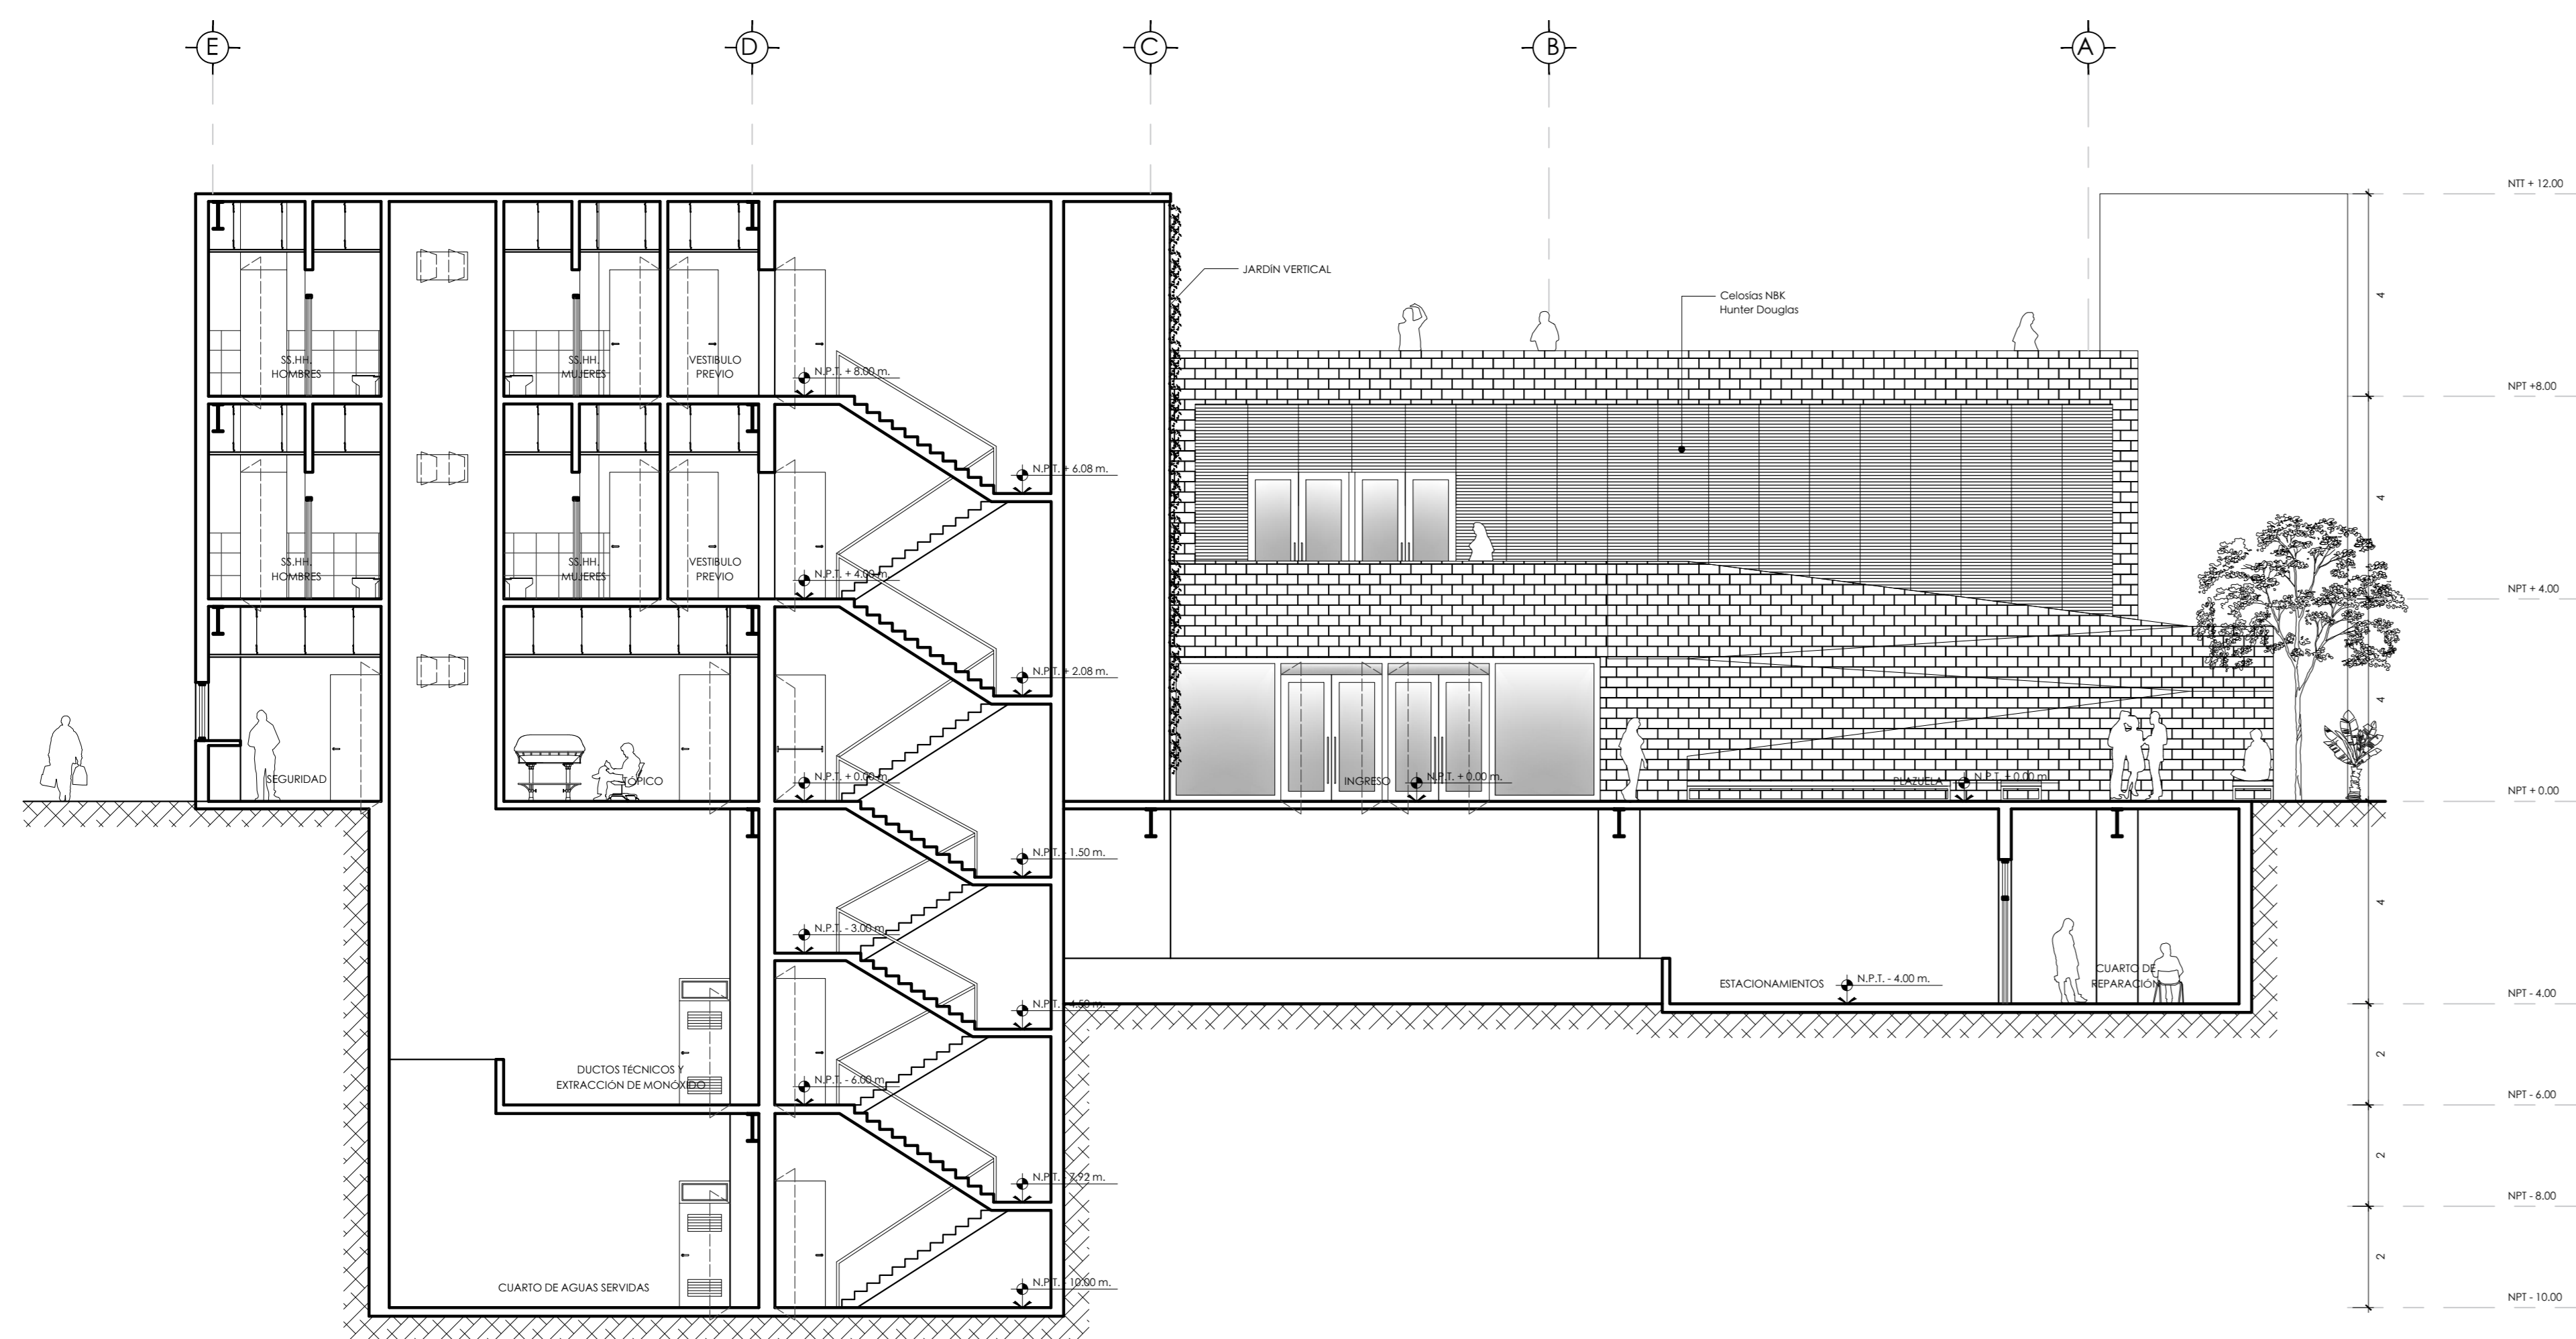 E
D
C
B
A
NTT + 12.00
JARDÍN VERTICAL
Celosías NBK
Hunter Douglas
4
SS.HH.
HOMBRES
SS.HH.
MUJERES
VESTIBULO
PREVIO
N.P.T. + 8.00 m.
NPT +8.00
N.P.T. + 6.08 m.
4
SS.HH.
HOMBRES
SS.HH.
MUJERES
VESTIBULO
PREVIO
N.P.T. + 4.00 m.
NPT + 4.00
N.P.T. + 2.08 m.
4
SEGURIDAD
TÓPICO
N.P.T. + 0.00 m.
INGRESO
N.P.T. + 0.00 m.
PLAZUELA
N.P.T. + 0.00 m.
NPT + 0.00
N.P.T. - 1.50 m.
4
N.P.T. - 3.00 m.
ESTACIONAMIENTOS
N.P.T. - 4.00 m.
CUARTO DE
REPARACIÓN
NPT - 4.00
N.P.T. - 4.50 m.
2
DUCTOS TÉCNICOS Y
EXTRACCIÓN DE MONÓXIDO
N.P.T. - 6.00 m.
NPT - 6.00
2
N.P.T. - 7.92 m.
NPT - 8.00
2
CUARTO DE AGUAS SERVIDAS
N.P.T. - 10.00 m.
NPT - 10.00